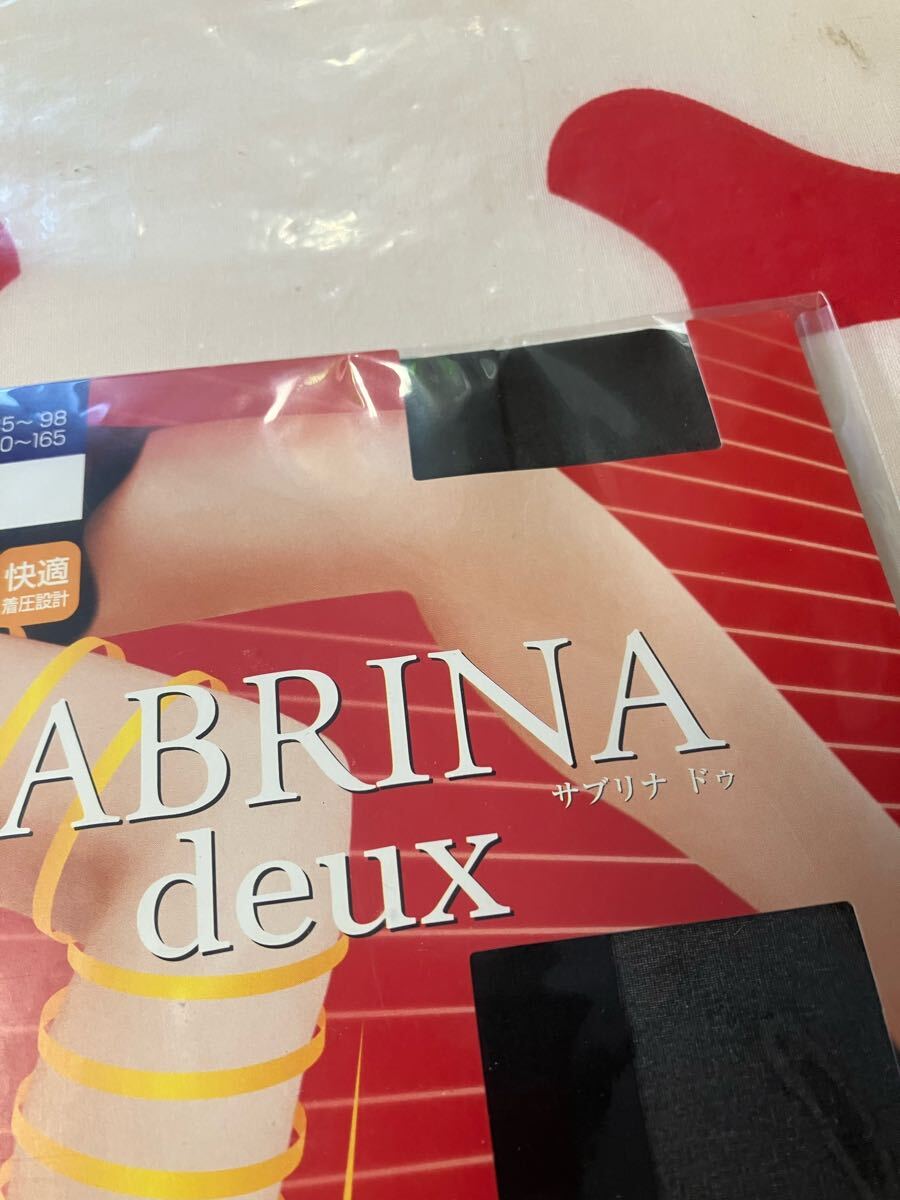 5～ 98
0～165
快適
着圧設計
ABRINA
サブリナ ドゥ
deux